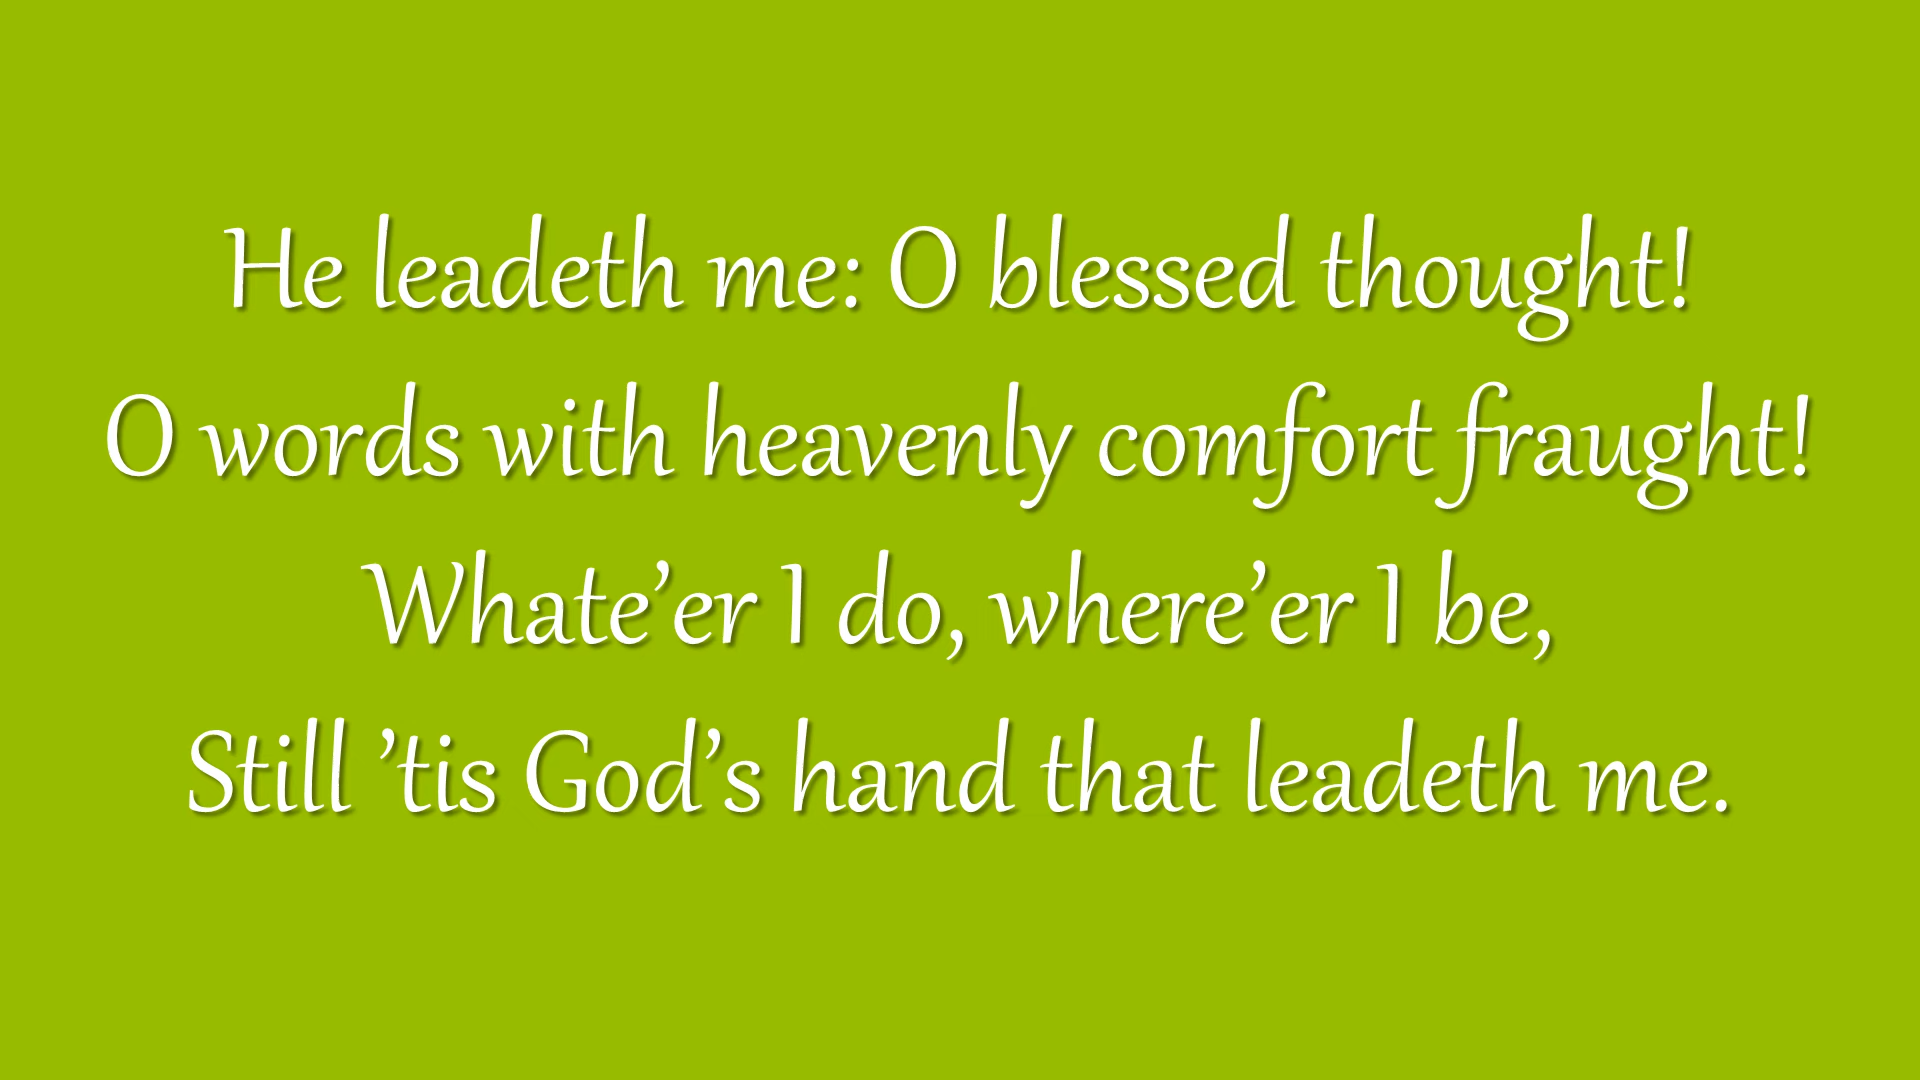 He leadeth me: O blessed thought!
O words with heavenly comfort fraught!
Whate’er I do, where’er I be,
Still ’tis God’s hand that leadeth me.